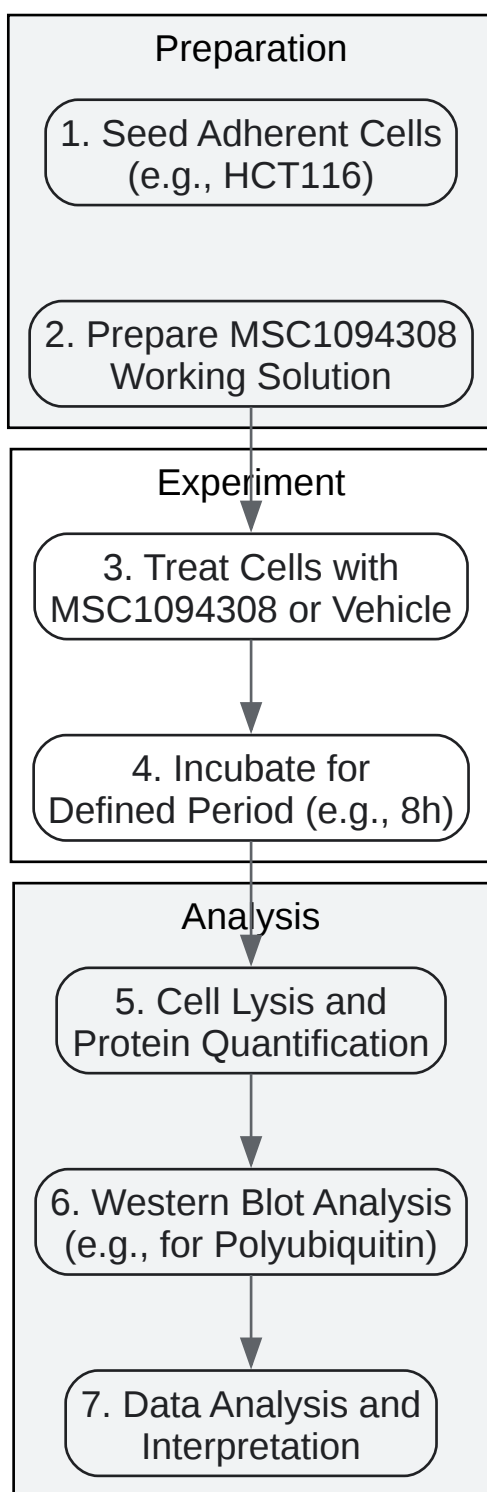 Preparation
1. Seed Adherent Cells
(e.g., HCT116)
2. Prepare MSC1094308
Working Solution
Experiment
3. Treat Cells with
MSC1094308 or Vehicle
4. Incubate for
Defined Period (e.g., 8h)
Analysis
5. Cell Lysis and
Protein Quantification
6. Western Blot Analysis
(e.g., for Polyubiquitin)
7. Data Analysis and
Interpretation